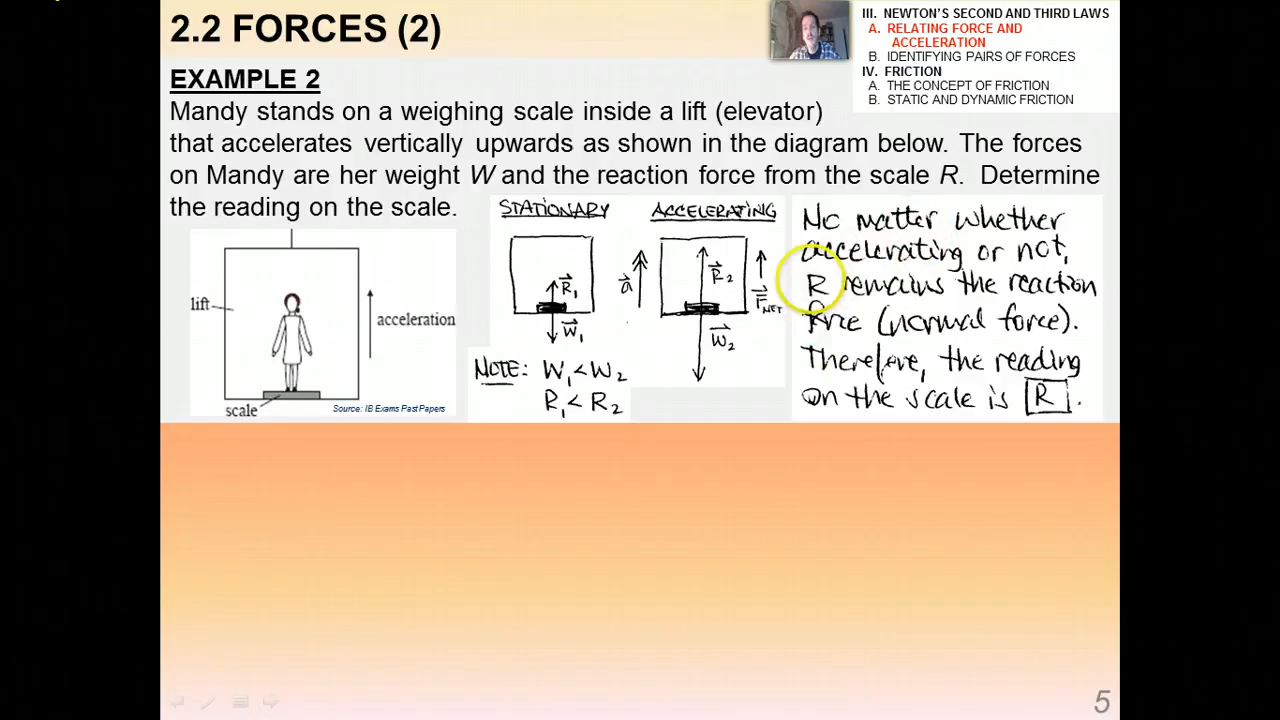 2.2 FORCES (2)
III. NEWTON'S SECOND AND THIRD LAWS
A. RELATING FORCE AND
ACCELERATION
B. IDENTIFYING PAIRS OF FORCES
IV. FRICTION
A. THE CONCEPT OF FRICTION
B. STATIC AND DYNAMIC FRICTION
EXAMPLE 2
Mandy stands on a weighing scale inside a lift (elevator)
that accelerates vertically upwards as shown in the diagram below. The forces
on Mandy are her weight W and the reaction force from the scale R. Determine
the reading on the scale.
lift
acceleration
scale
Source: IB Exams Past Papers
STATIONARY
R⃗₁
W⃗₁
ACCELERATING
a⃗
R⃗₂
F⃗NET
W⃗₂
NOTE: W₁ < W₂
R₁ < R₂
No matter whether
accelerating or not,
R remains the reaction
force (normal force).
Therefore, the reading
on the scale is R.
5